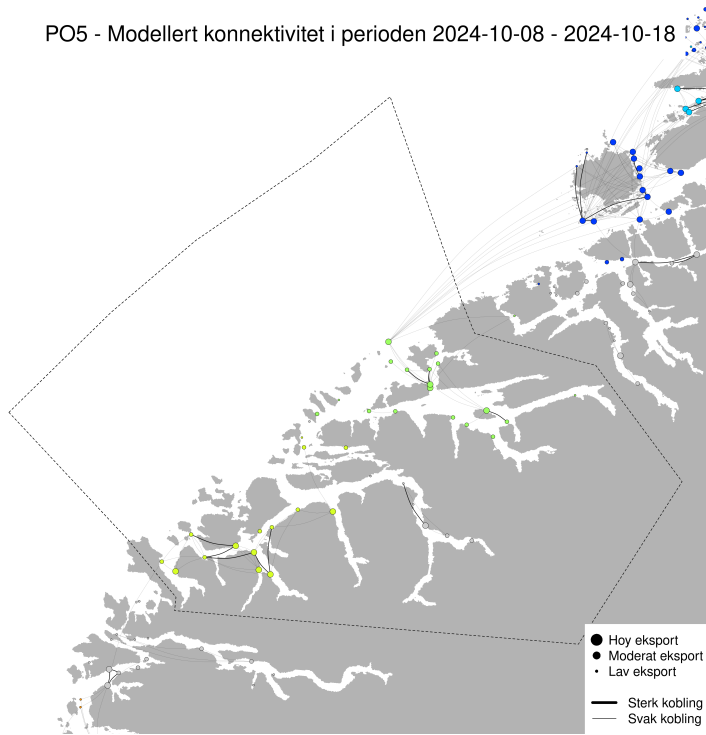 PO5 - Modellert konnektivitet i perioden 2024-10-08 - 2024-10-18
Hoy eksport
Moderat eksport
Lav eksport
Sterk kobling
Svak kobling